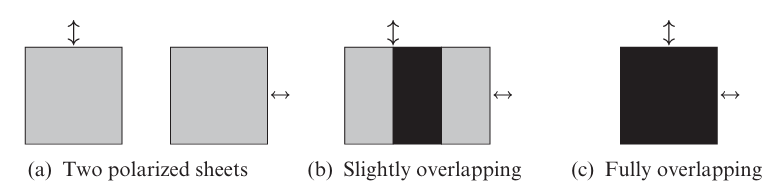 (a) Two polarized sheets
(b) Slightly overlapping
(c) Fully overlapping